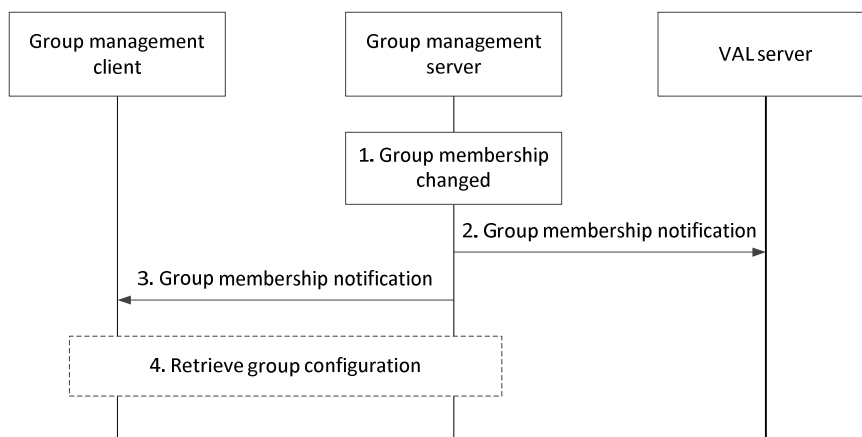 Group management
client
Group management
server
VAL server
1. Group membership
changed
2. Group membership notification
3. Group membership notification
4. Retrieve group configuration